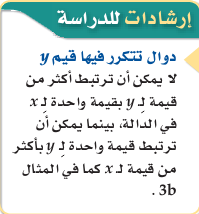 إرشادات للدراسة
دوال تتكرر فيها قيم y
لا يمكن أن ترتبط أكثر من
قيمة لـِ y بقيمة واحدة لـِ x
في الدالة، بينما يمكن أن
ترتبط قيمة واحدة لـِ y بأكثر
من قيمة لـ x كما في المثال
3b .